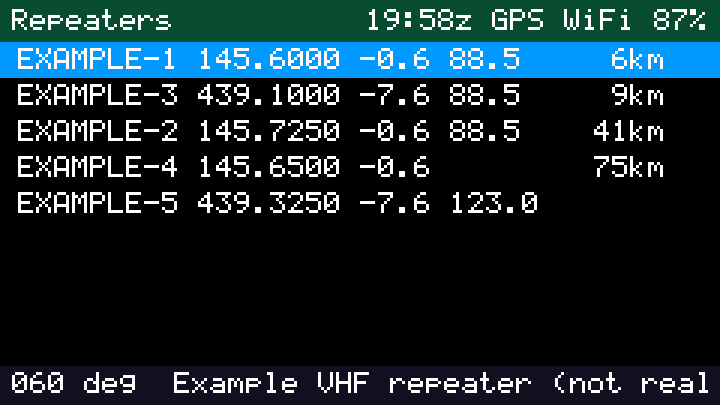 Repeaters 19:58z GPS WiFi 87%
EXAMPLE-1 145.6000 -0.6 88.5 6km
EXAMPLE-3 439.1000 -7.6 88.5 9km
EXAMPLE-2 145.7250 -0.6 88.5 41km
EXAMPLE-4 145.6500 -0.6 75km
EXAMPLE-5 439.3250 -7.6 123.0
060 deg Example VHF repeater (not real